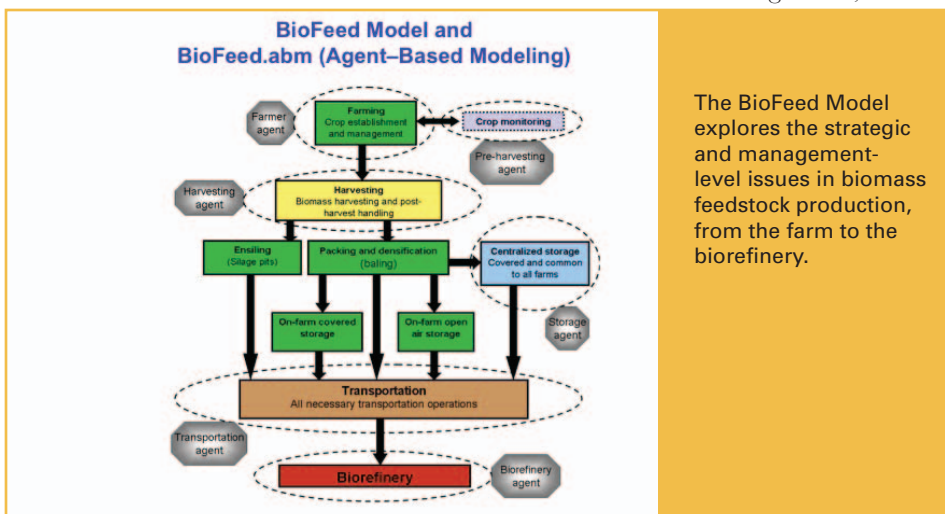 BioFeed Model and
BioFeed.abm (Agent–Based Modeling)
Farmer
agent
Farming
Crop establishment
and management
Crop monitoring
Pre-harvesting
agent
Harvesting
agent
Harvesting
Biomass harvesting and post-
harvest handling
Ensiling
(Silage pits)
Packing and densification
(baling)
Centralized storage
Covered and common
to all farms
On-farm covered
storage
On-farm open
air storage
Storage
agent
Transportation
All necessary transportation operations
Transportation
agent
Biorefinery
Biorefinery
agent
The BioFeed Model
explores the strategic
and management-
level issues in biomass
feedstock production,
from the farm to the
biorefinery.